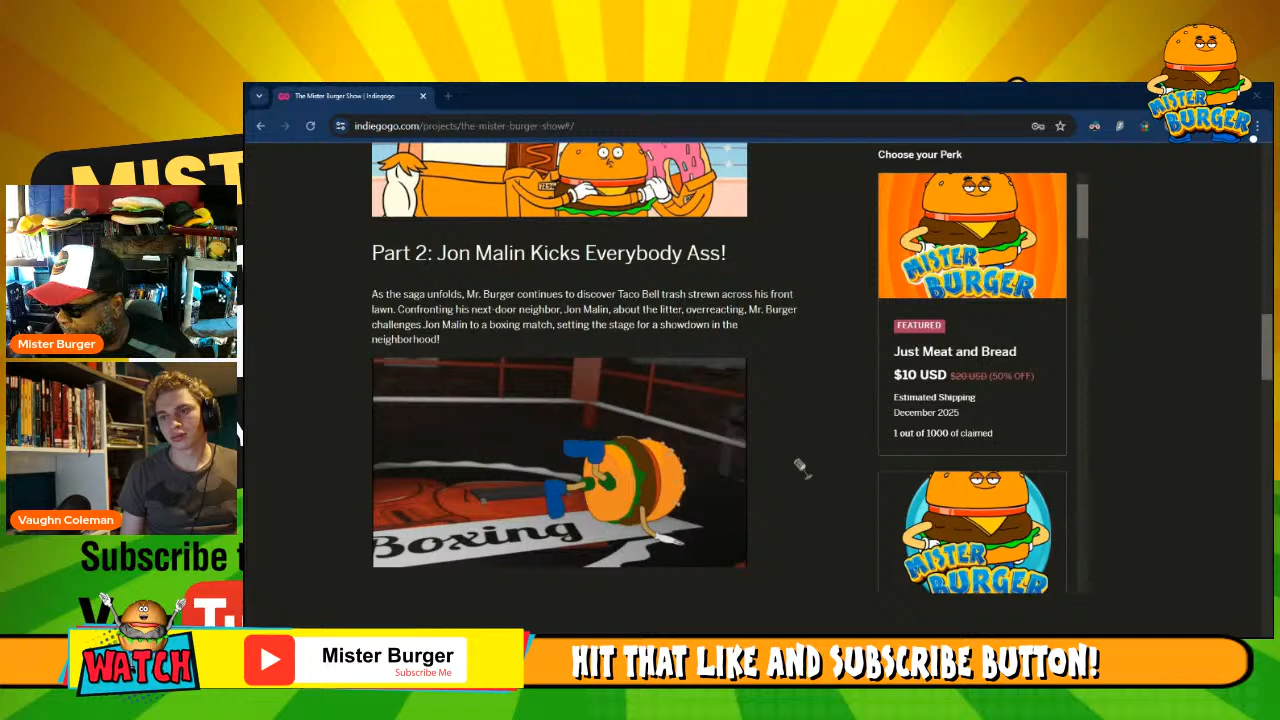 MISTER
BURGER
The Mister Burger Show | Indiegogo
indiegogo.com/projects/the-mister-burger-show#/
MIST
Mister Burger
Vaughn Coleman
Subscribe t
Choose your Perk
Part 2: Jon Malin Kicks Everybody Ass!
As the saga unfolds, Mr. Burger continues to discover Taco Bell trash strewn across his front
lawn. Confronting his next-door neighbor, Jon Malin, about the litter, overreacting, Mr. Burger
challenges Jon Malin to a boxing match, setting the stage for a showdown in the
neighborhood!
Boxing
MISTER
BURGER
FEATURED
Just Meat and Bread
$10 USD $20 USD (50% OFF)
Estimated Shipping
December 2025
1 out of 1000 of claimed
MISTER
BURGER
WATCH
Mister Burger
Subscribe Me
HIT THAT LIKE AND SUBSCRIBE BUTTON!